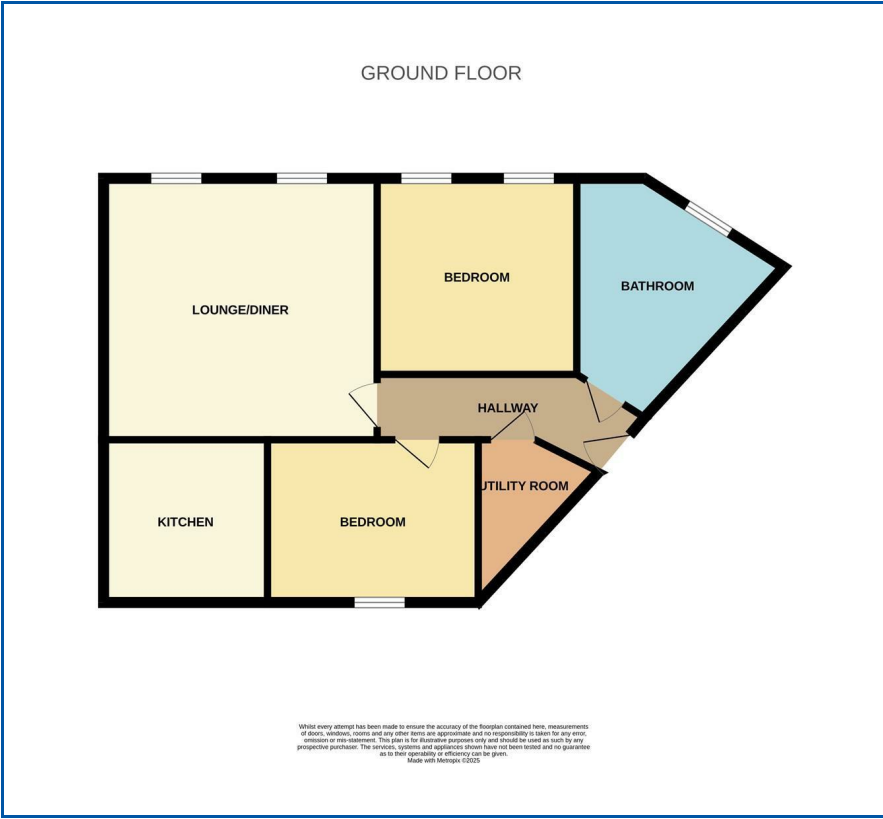 GROUND FLOOR
BEDROOM
BATHROOM
LOUNGE/DINER
HALLWAY
UTILITY ROOM
KITCHEN
BEDROOM
Whilst every attempt has been made to ensure the accuracy of the floorplan contained here, measurements
of doors, windows, rooms and any other items are approximate and no responsibility is taken for any error,
omission or mis-statement. This plan is for illustrative purposes only and should be used as such by any
prospective purchaser. The services, systems and appliances shown have not been tested and no guarantee
as to their operability or efficiency can be given.
Made with Metropix ©2025